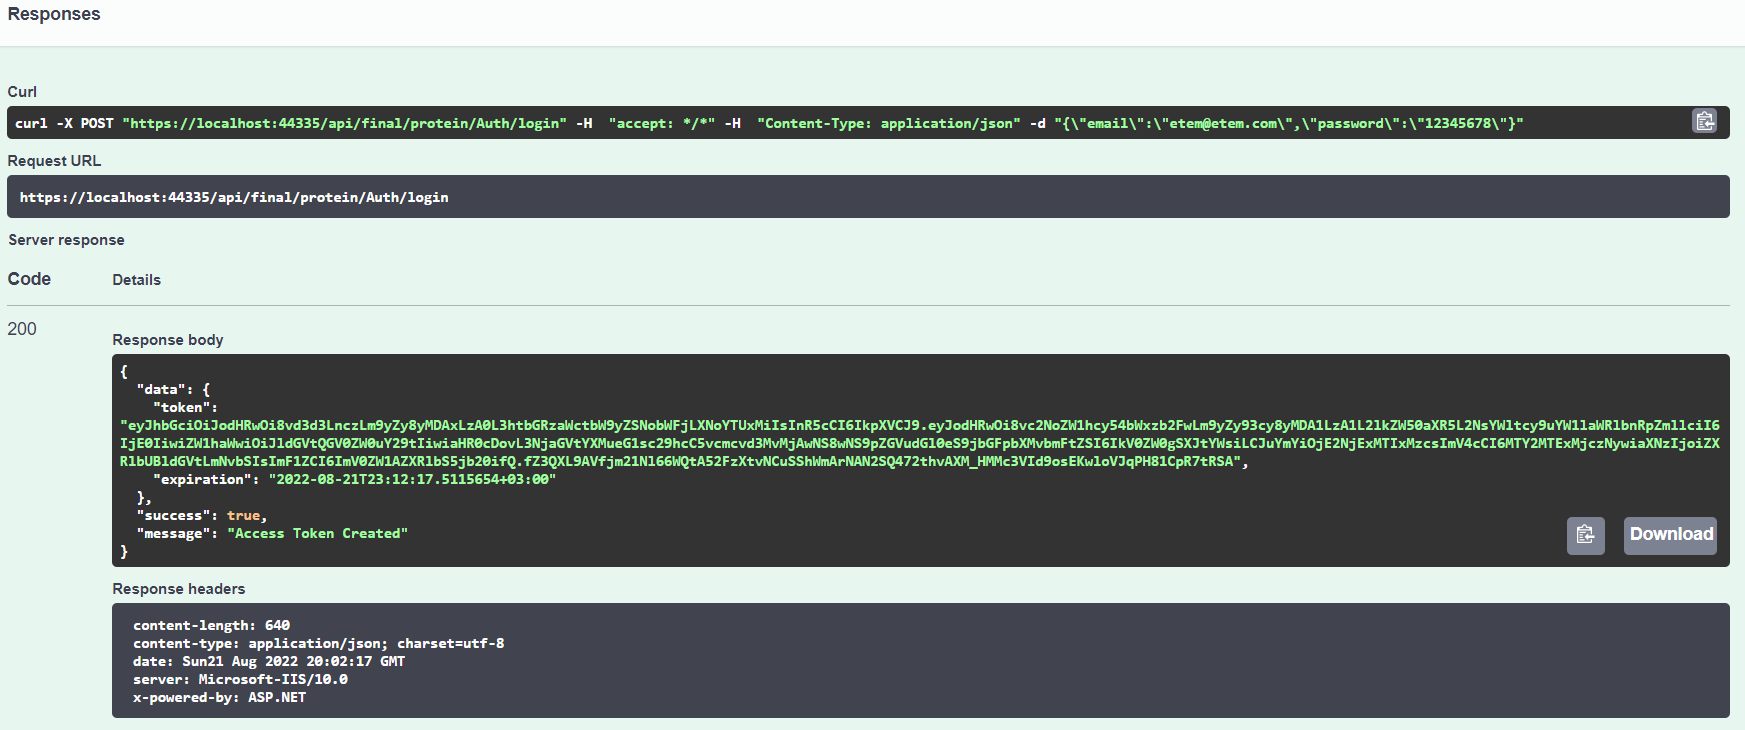 Responses
Curl
curl -X POST "https://localhost:44335/api/final/protein/Auth/login" -H  "accept: */*" -H  "Content-Type: application/json" -d "{\"email\":\"etem@etem.com\",\"password\":\"12345678\"}"
Request URL
https://localhost:44335/api/final/protein/Auth/login
Server response
Code Details
200
Response body
{
"data": {
"token":
"eyJhbGciOiJodHRwOi8vd3d3LnczLm9yZy8yMDAxLzA0L3htbGRzaWctbW9yZSNobWFjLXNoYTUxMiIsInR5cCI6IkpXVCJ9.eyJodHRwOi8vc2NoZW1hcy54bWxzb2FwLm9yZy93cy8yMDA1LzA1L2lkZW50aXR5L2NsYWltcy9uYW1laWRlbnRpZmllciI6
IjE0IiwiZW1haWwiOiJldGVtQGV0ZW0uY29tIiwiaHR0cDovL3NjaGVtYXMueG1sc29hcC5vcmcvd3MvMjAwNS8wNS9pZGVudGl0eS9jbGFpbXMvbmFtZSI6IkV0ZW0gSXJtYWsiLCJuYmYiOjE2NjExMTIxMzcsImV4cCI6MTY2MTExMjczNywiaXNzIjoiZX
RlbUBldGVtLmNvbSIsImF1ZCI6ImV0ZW1AZXRlbS5jb20ifQ.fZ3QXL9AVfjm21Nl66WQtA52FzXtvNCuSShWmArNAN2SQ472thvAXM_HMMc3VId9osEKwloVJqPH81CpR7tRSA",
"expiration": "2022-08-21T23:12:17.5115654+03:00"
},
"success": true,
"message": "Access Token Created"
}
Download
Response headers
content-length: 640
content-type: application/json; charset=utf-8
date: Sun21 Aug 2022 20:02:17 GMT
server: Microsoft-IIS/10.0
x-powered-by: ASP.NET